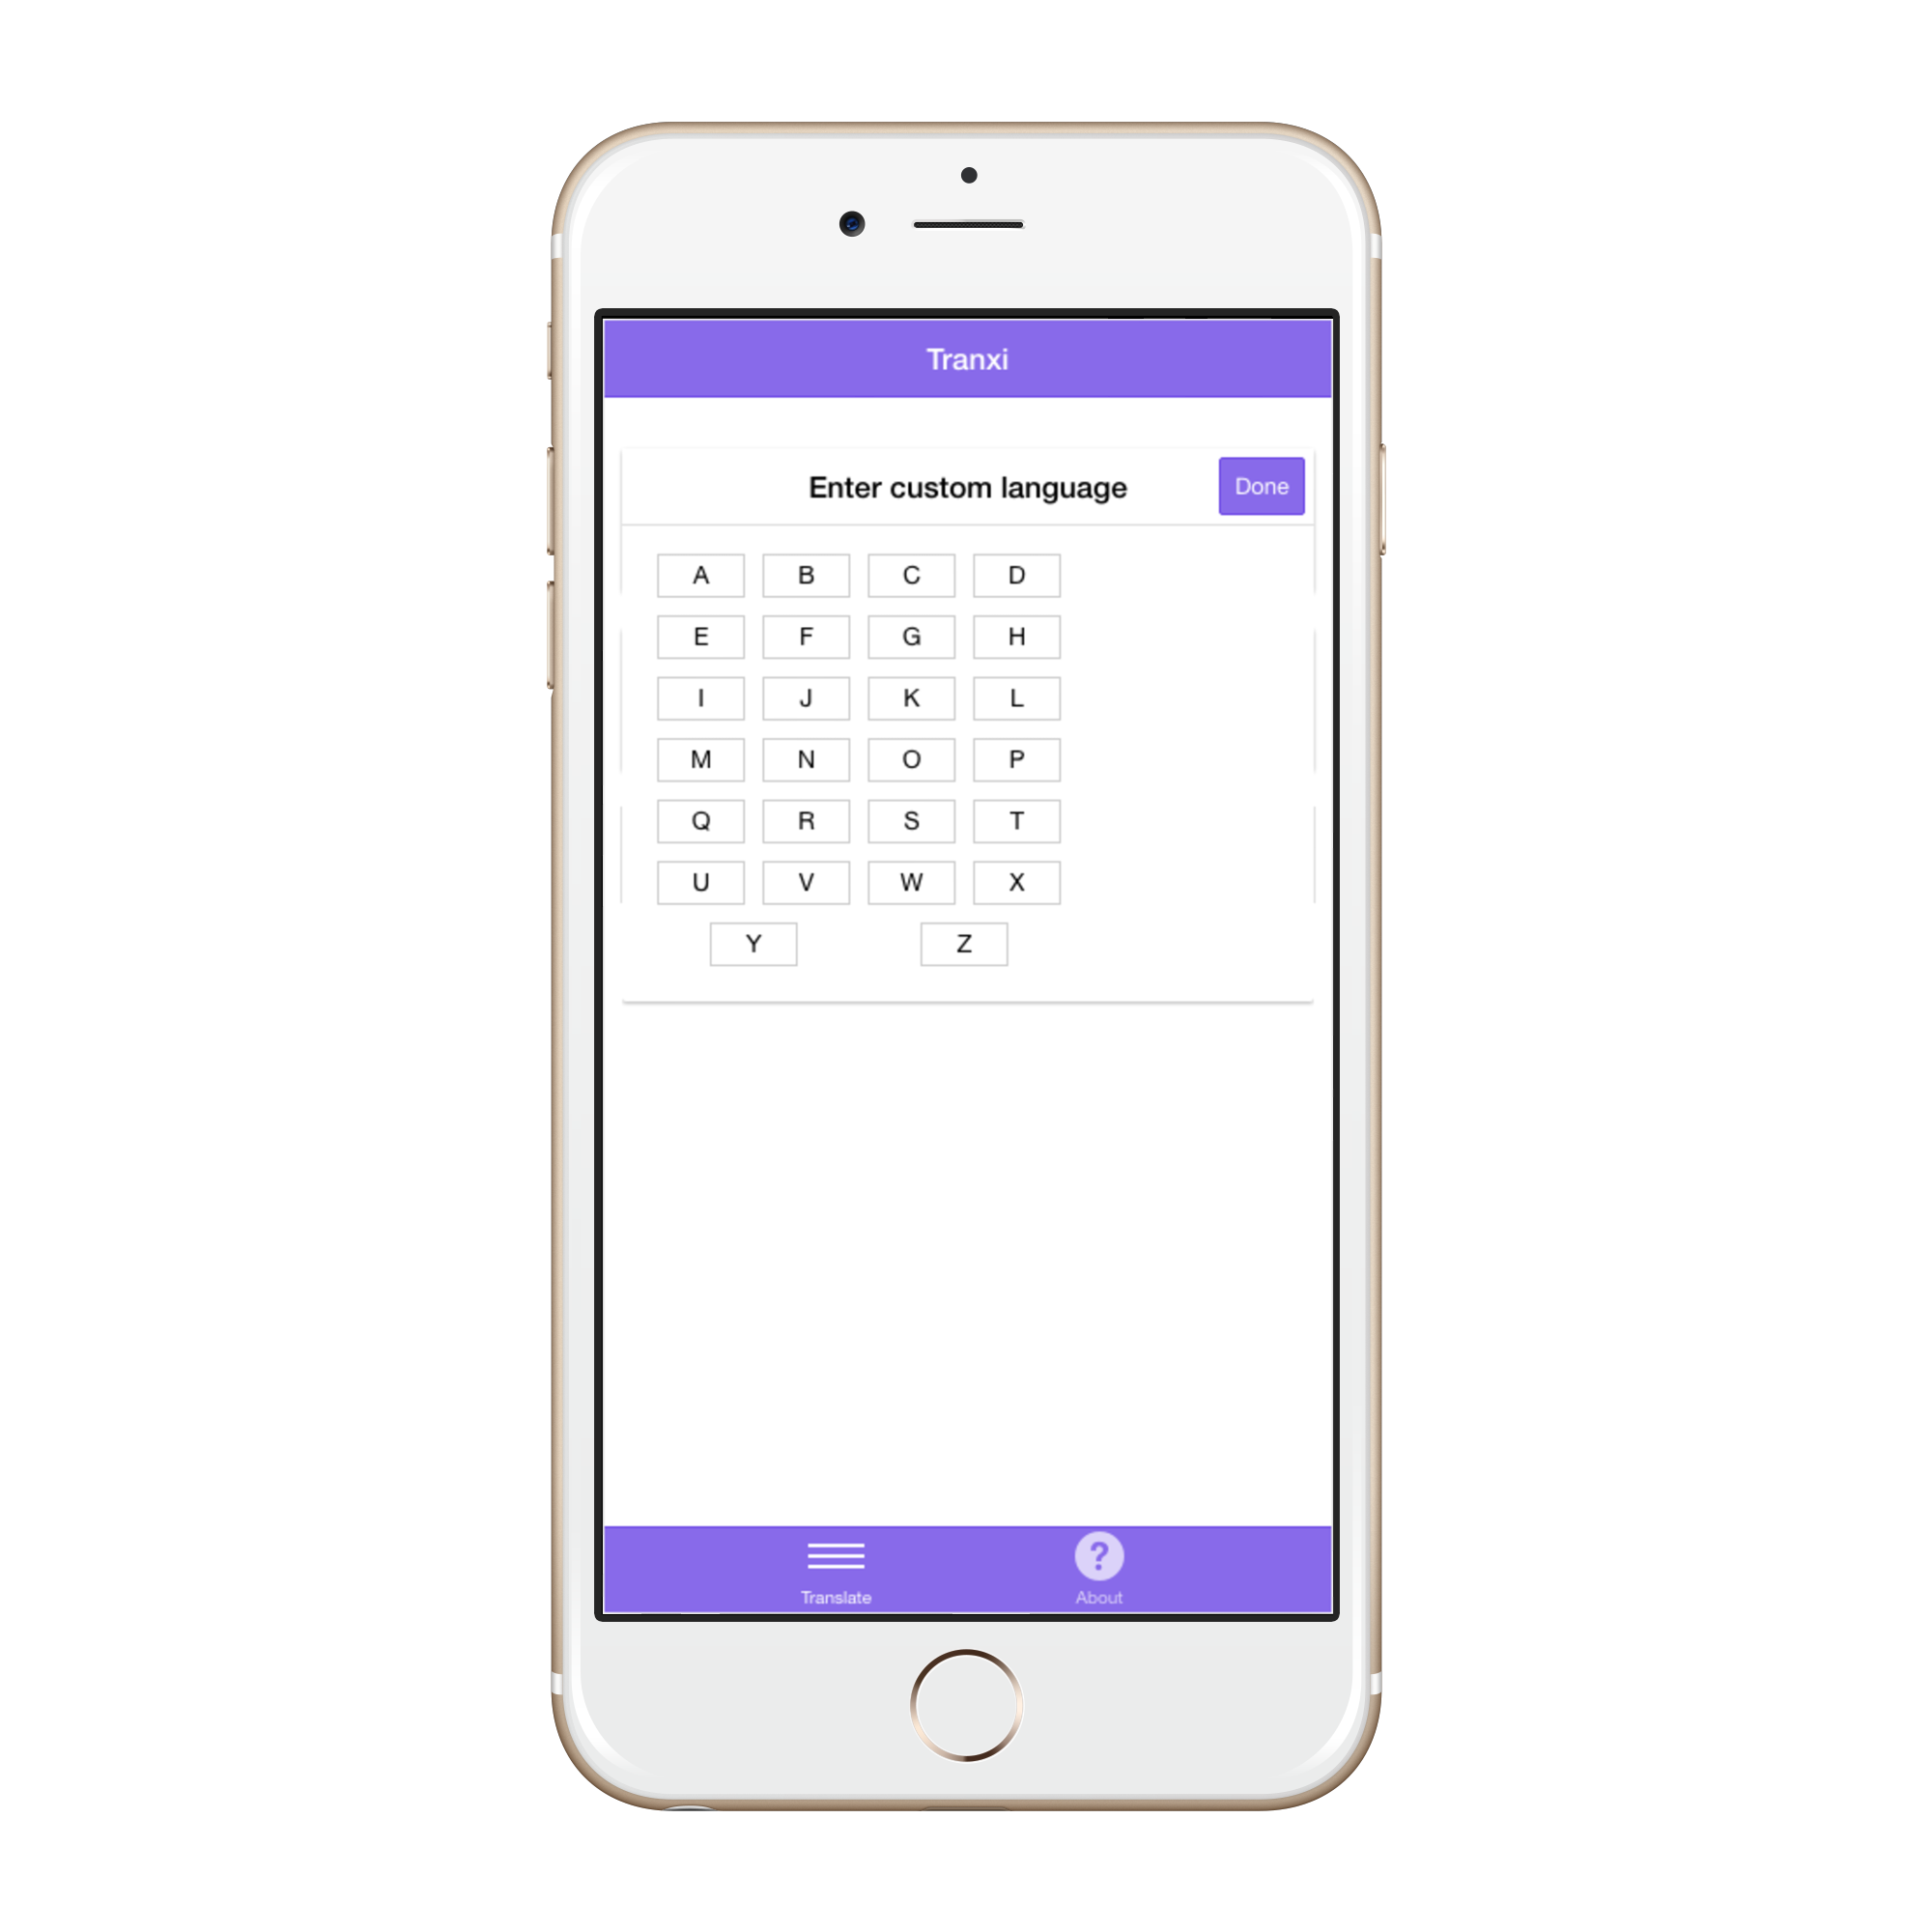 Tranxi
Enter custom language
Done
A B C D
E F G H
I J K L
M N O P
Q R S T
U V W X
Y Z
Translate
About